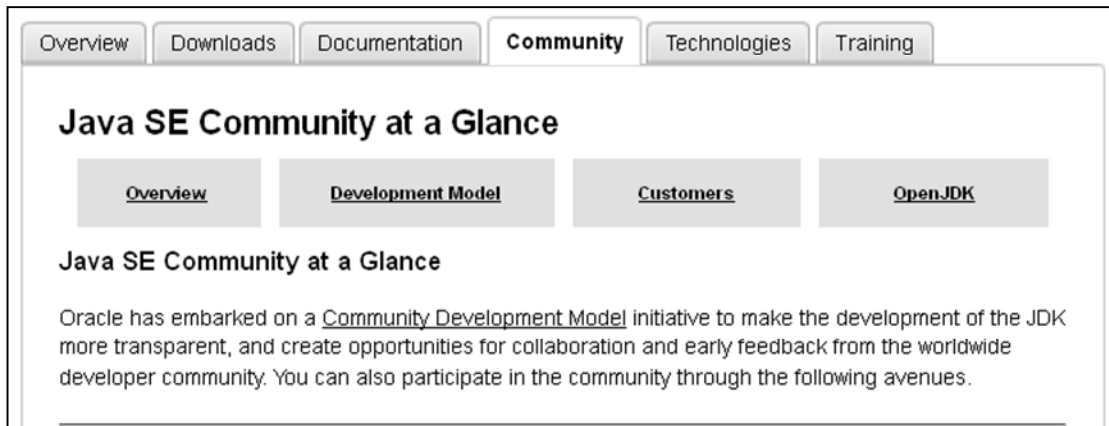 Overview Downloads Documentation Community Technologies Training
Java SE Community at a Glance
Overview Development Model Customers OpenJDK
Java SE Community at a Glance
Oracle has embarked on a Community Development Model initiative to make the development of the JDK
more transparent, and create opportunities for collaboration and early feedback from the worldwide
developer community. You can also participate in the community through the following avenues.